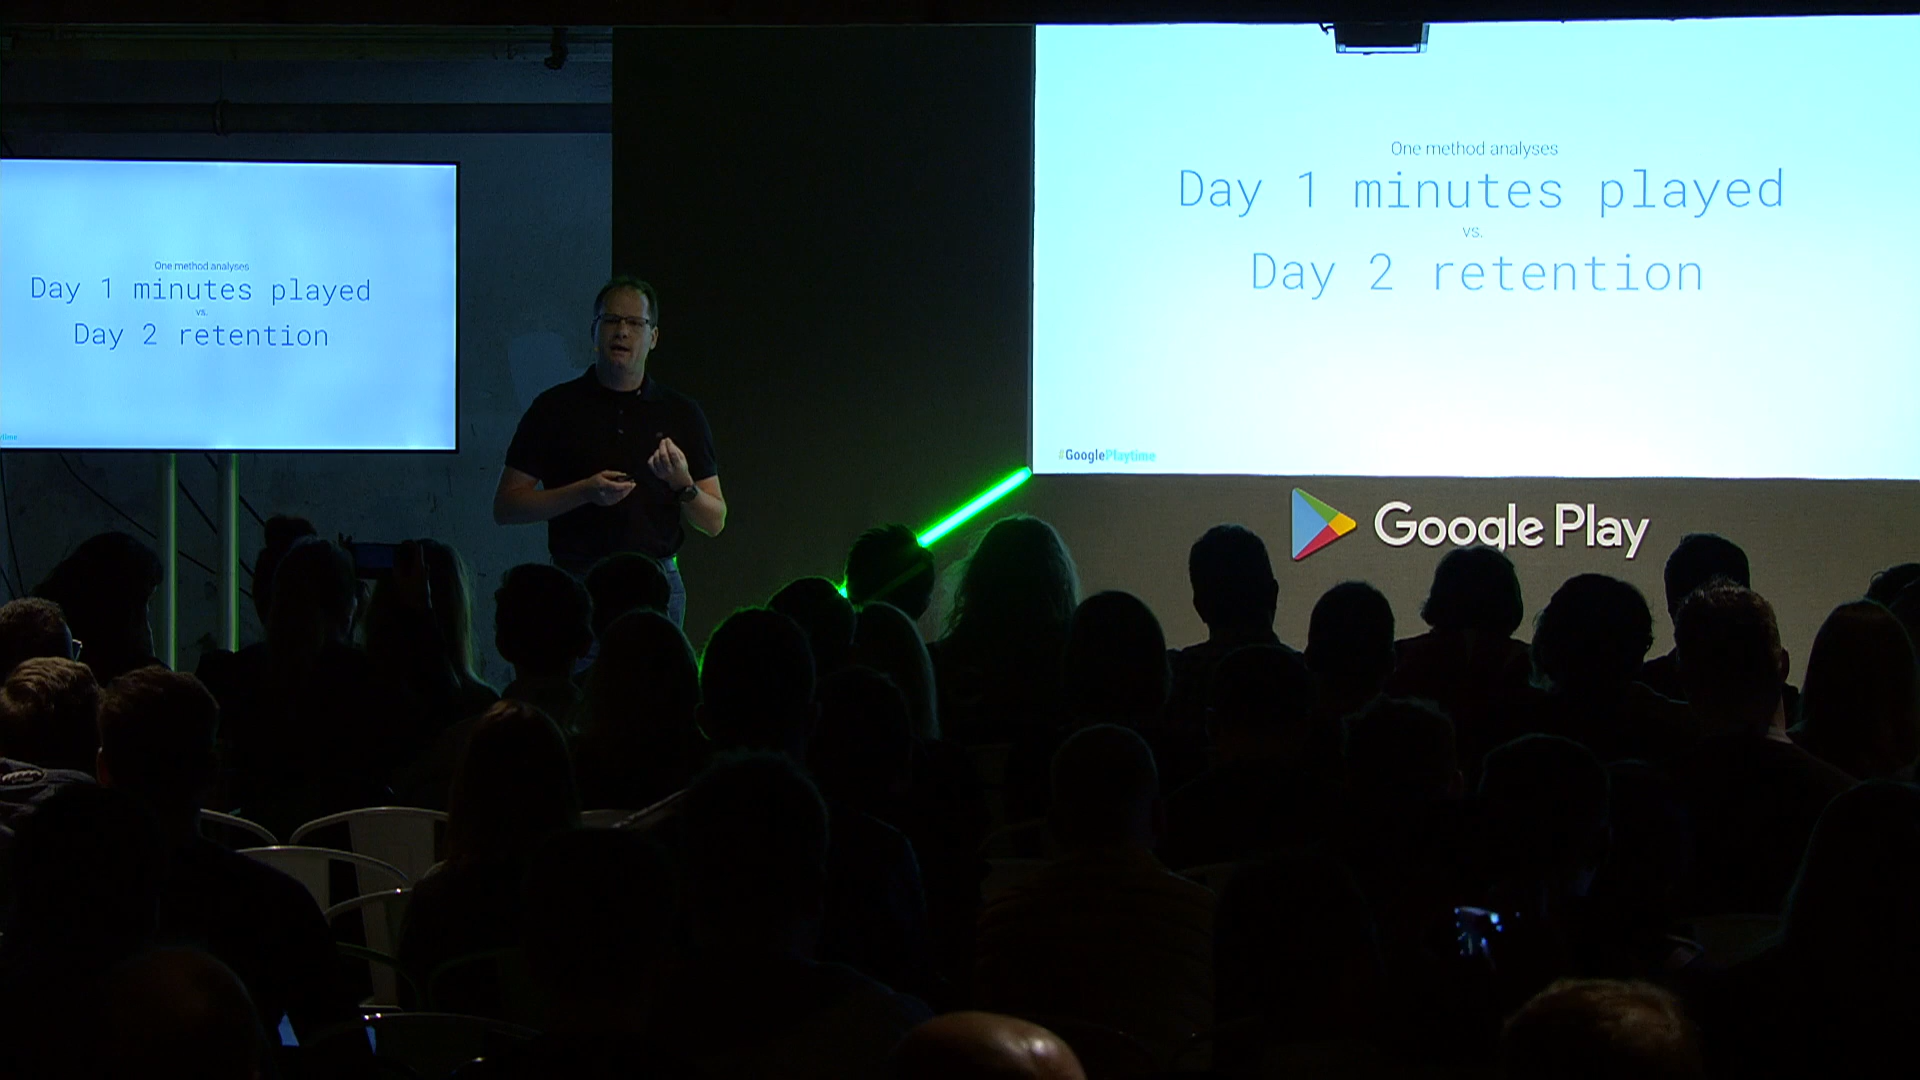 One method analyses
Day 1 minutes played
vs.
Day 2 retention
One method analyses
Day 1 minutes played
vs.
Day 2 retention
#GooglePlaytime
Google Play